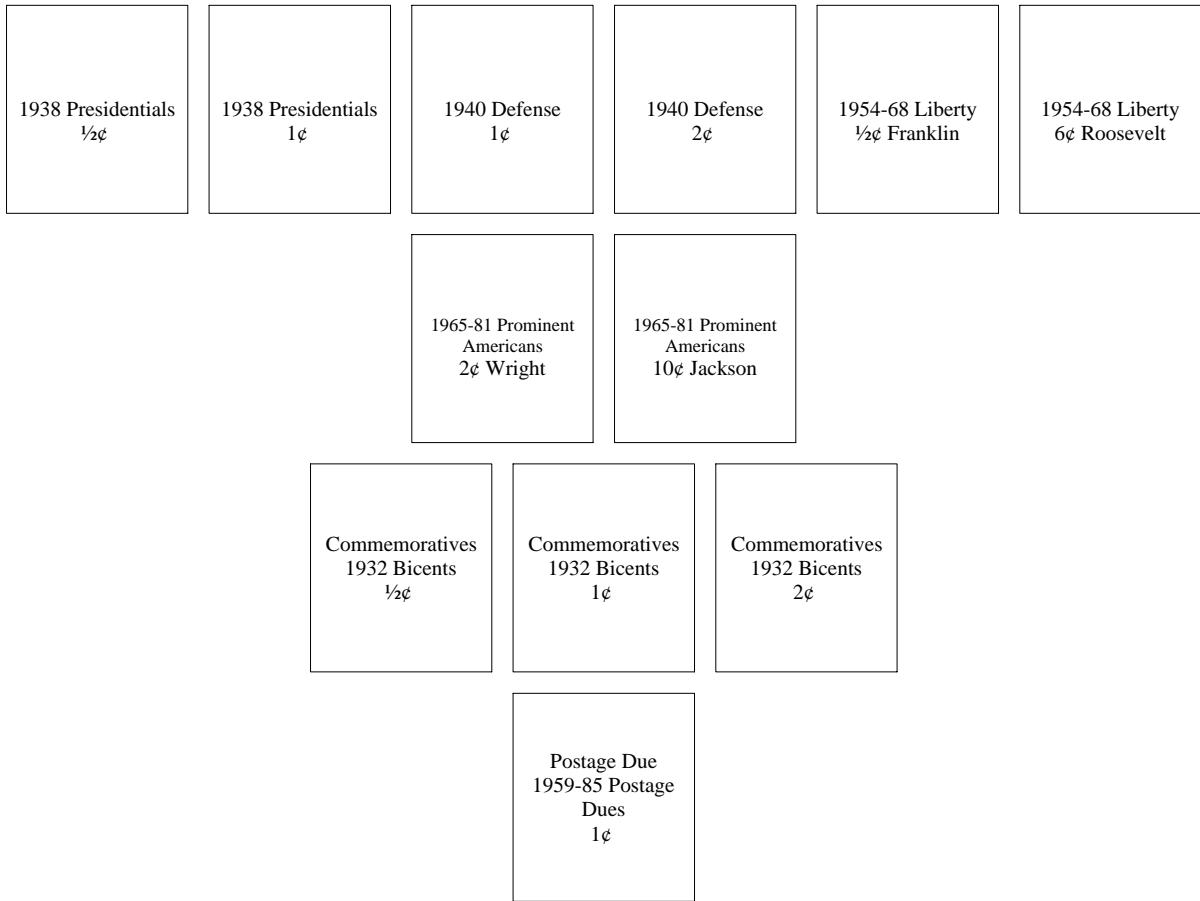 1938 Presidentials
½¢
1938 Presidentials
1¢
1940 Defense
1¢
1940 Defense
2¢
1954-68 Liberty
½¢ Franklin
1954-68 Liberty
6¢ Roosevelt
1965-81 Prominent
Americans
2¢ Wright
1965-81 Prominent
Americans
10¢ Jackson
Commemoratives
1932 Bicents
½¢
Commemoratives
1932 Bicents
1¢
Commemoratives
1932 Bicents
2¢
Postage Due
1959-85 Postage
Dues
1¢